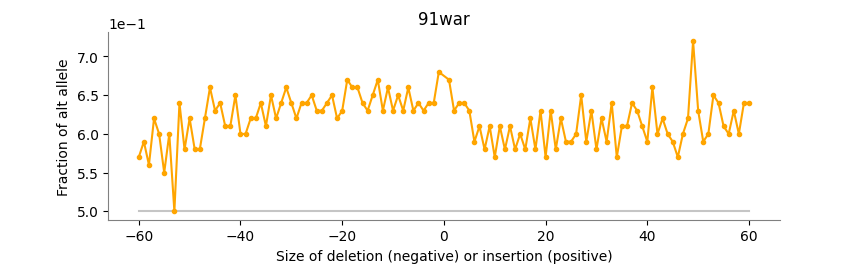 91war
1e−1
Fraction of alt allele
7.0
6.5
6.0
5.5
5.0
−60 −40 −20 0 20 40 60
Size of deletion (negative) or insertion (positive)